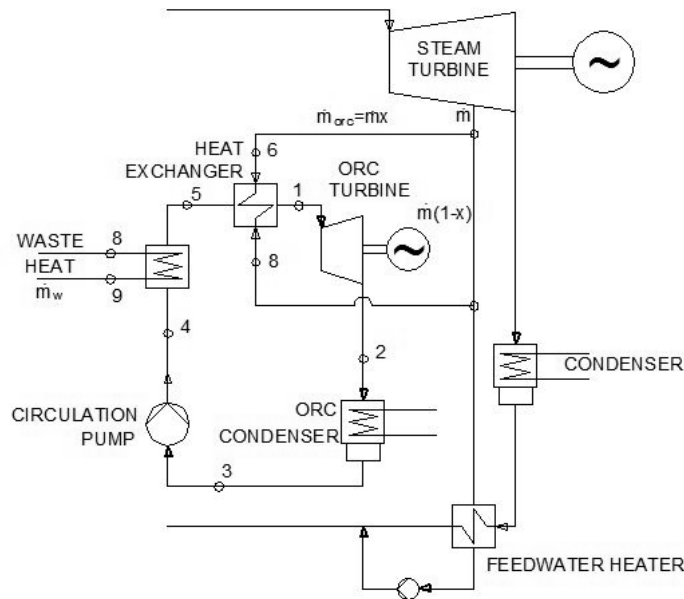 STEAM
TURBINE
~
ṁorc=ṁx
ṁ
HEAT
EXCHANGER
6
ORC
TURBINE
5
1
ṁ(1-x)
WASTE
8
HEAT
ṁw
9
8
4
2
CONDENSER
CIRCULATION
PUMP
ORC
CONDENSER
3
FEEDWATER HEATER